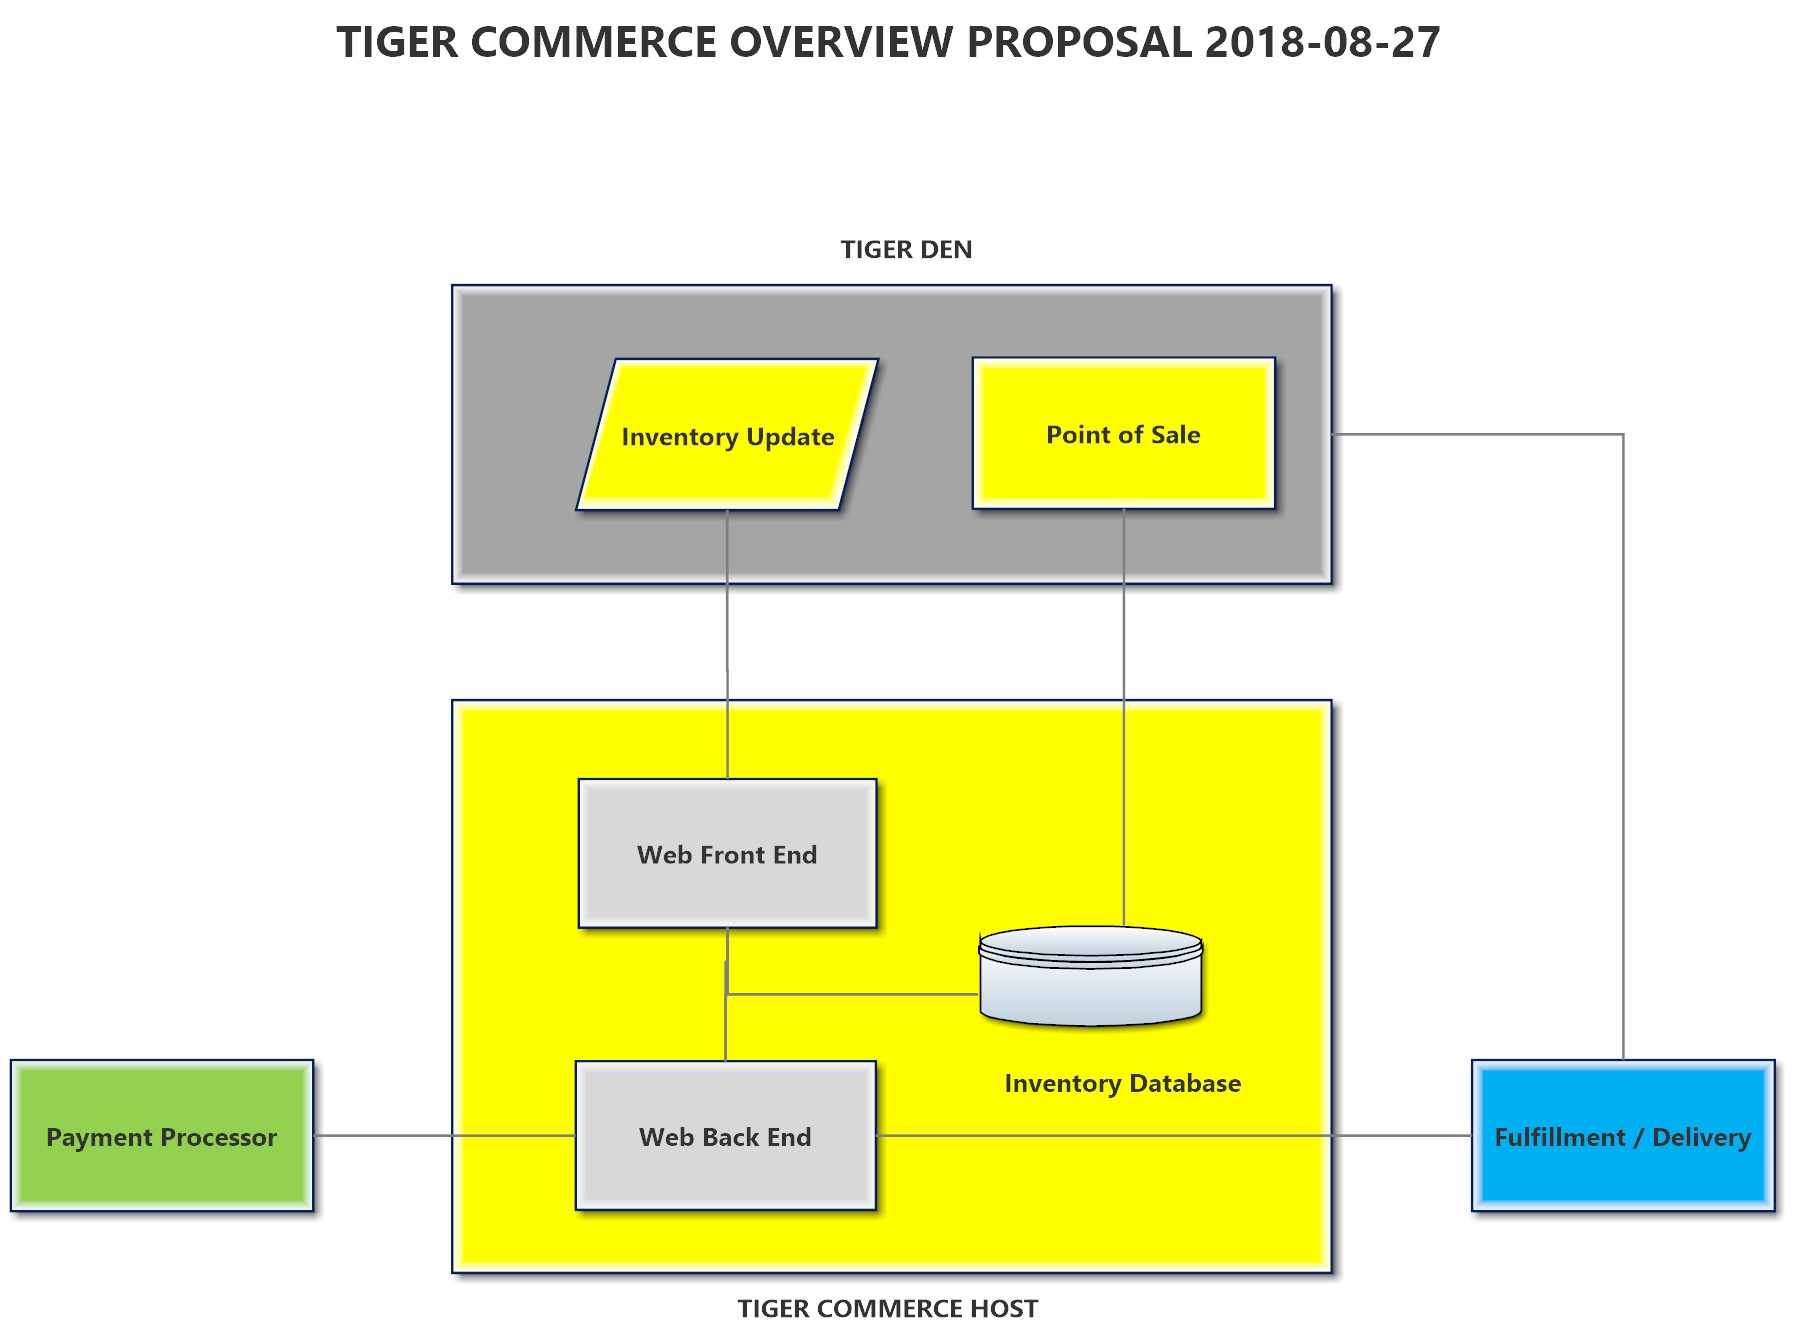 TIGER COMMERCE OVERVIEW PROPOSAL 2018-08-27
TIGER DEN
Inventory Update
Point of Sale
Web Front End
Inventory Database
Payment Processor
Web Back End
Fulfillment / Delivery
TIGER COMMERCE HOST